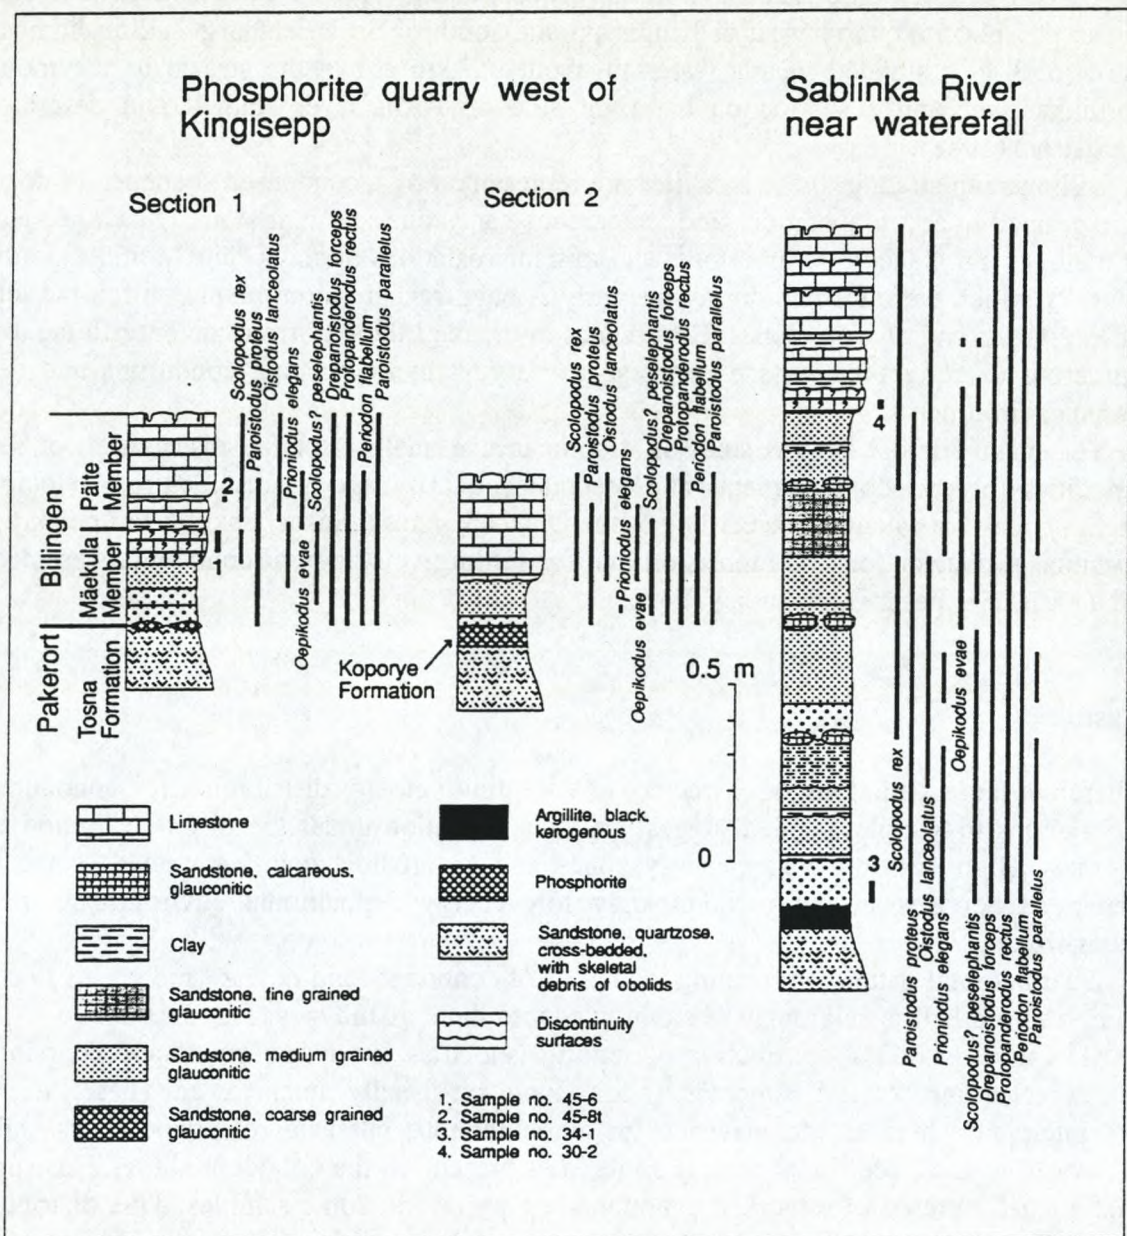 Phosphorite quarry west of
Kinglsepp
Sablinka River
near waterefall
Section 1
Section 2
Scolopodus rex
Paroistodus proteus
Oistodus lanceolatus
Prioniodus elegans
Oepikodus evae
Scolopodus? peselephantis
Drepanoistodus forceps
Protopanderodus rectus
Periodon flabellum
Paroistodus parallelus
Scolopodus rex
Paroistodus proteus
Oistodus lanceolatus
Prioniodus elegans
Oepikodus evae
Scolopodus? peselephantis
Drepanoistodus forceps
Protopanderodus rectus
Periodon flabellum
Paroistodus parallelus
Pakerort
Billingen
Tosna
Formation
Mäekula
Member
Päite
Member
2
1
Koporye
Formation
4
3
0.5 m
0
Scolopodus rex
Paroistodus proteus
Oistodus lanceolatus
Prioniodus elegans
Oepikodus evae
Scolopodus? peselephantis
Drepanoistodus forceps
Protopanderodus rectus
Periodon flabellum
Paroistodus parallelus
Limestone
Sandstone, calcareous,
glauconitic
Clay
Sandstone, fine grained
glauconitic
Sandstone, medium grained
glauconitic
Sandstone, coarse grained
glauconitic
Argillite, black,
kerogenous
Phosphorite
Sandstone, quartzose,
cross-bedded,
with skeletal
debris of obolids
Discontinuity
surfaces
1. Sample no. 45-6
2. Sample no. 45-8t
3. Sample no. 34-1
4. Sample no. 30-2